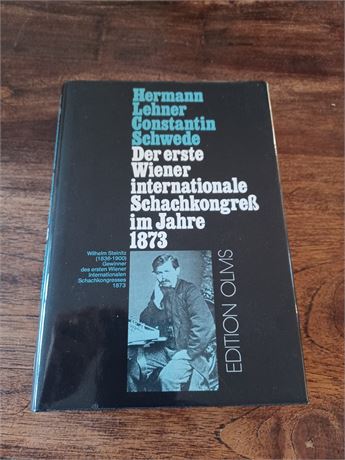 Hermann
Lehner
Constantin
Schwede
Der erste
Wiener
internationale
Schachkongreß
im Jahre
1873
Wilhelm Steinitz
(1836-1900)
Gewinner
des ersten Wiener
internationalen
Schachkongresses
1873
EDITION OLMS